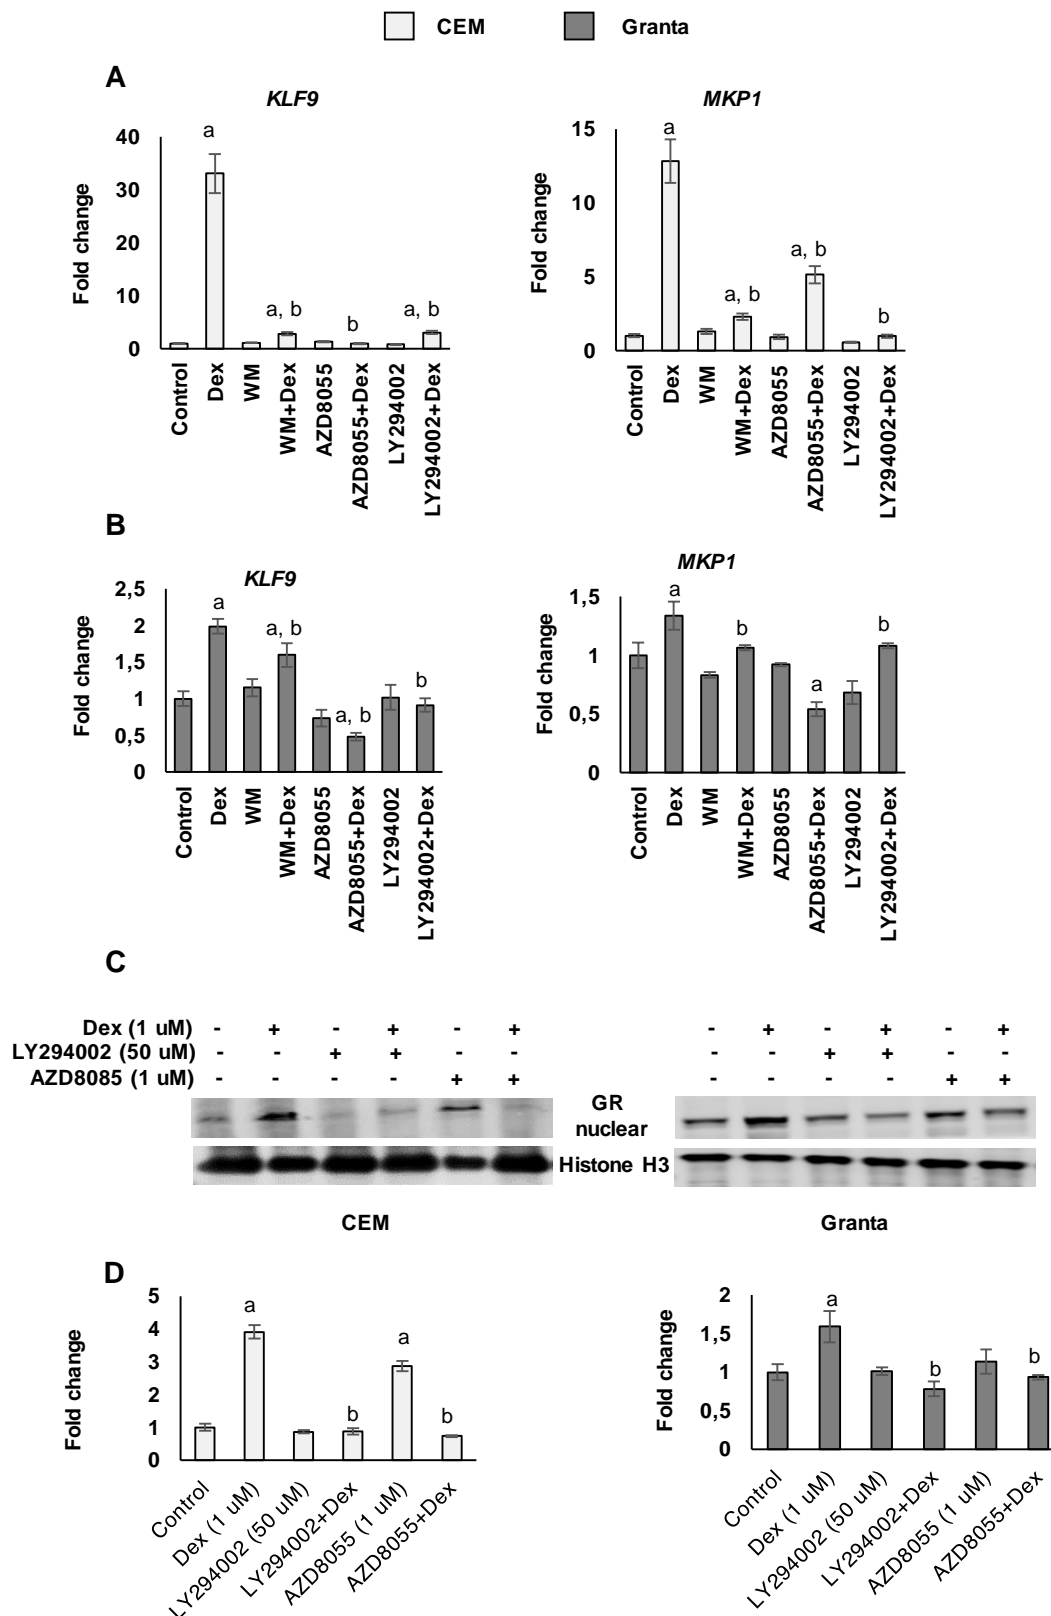 CEM Granta
A
KLF9
MKP1
Fold change
40
30
20
10
0
a
a, b
b
a, b
Control
Dex
WM
WM+Dex
AZD8055
AZD8055+Dex
LY294002
LY294002+Dex
Fold change
15
10
5
0
a
a, b
a, b
b
Control
Dex
WM
WM+Dex
AZD8055
AZD8055+Dex
LY294002
LY294002+Dex
B
KLF9
MKP1
Fold change
2,5
2
1,5
1
0,5
0
a
a, b
a, b
b
Control
Dex
WM
WM+Dex
AZD8055
AZD8055+Dex
LY294002
LY294002+Dex
Fold change
1,5
1
0,5
0
a
b
a
b
Control
Dex
WM
WM+Dex
AZD8055
AZD8055+Dex
LY294002
LY294002+Dex
C
Dex (1 uM) - + - + - + - + - + - +
LY294002 (50 uM) - - + + - - - - + + - -
AZD8085 (1 uM) - - - - + + - - - - + +
GR
nuclear
Histone H3
CEM
Granta
D
Fold change
5
4
3
2
1
0
a
b
a
b
Control
Dex (1 uM)
LY294002 (50 uM)
LY294002+Dex
AZD8055 (1 uM)
AZD8055+Dex
Fold change
2
1,5
1
0,5
0
a
b
b
Control
Dex (1 uM)
LY294002 (50 uM)
LY294002+Dex
AZD8055 (1 uM)
AZD8055+Dex